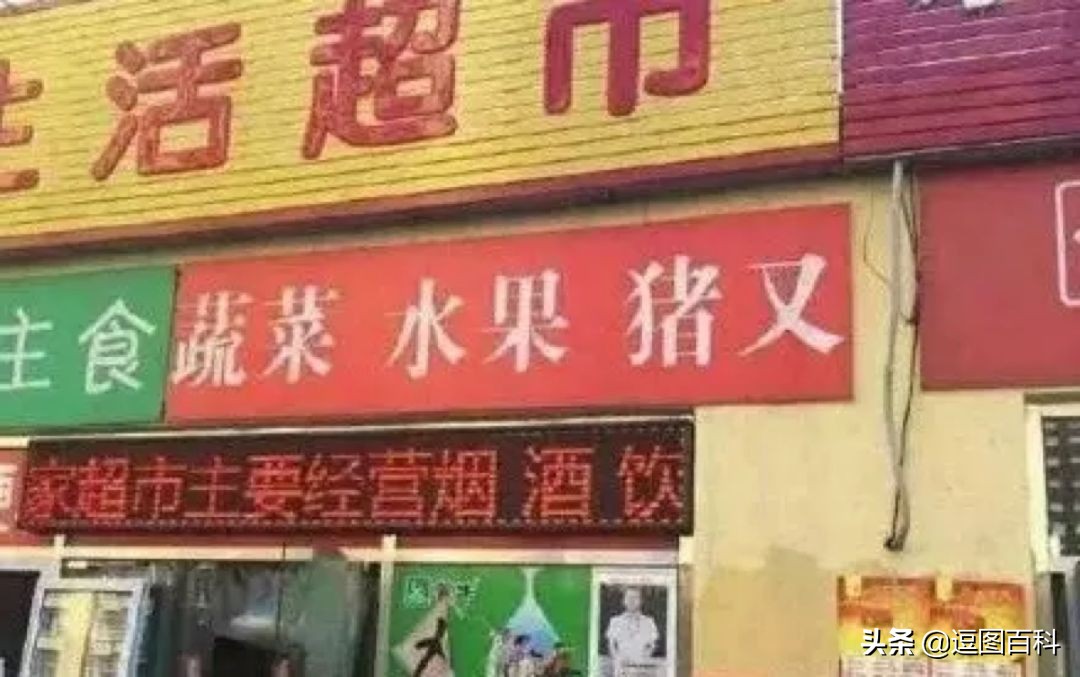 生活超市
主食
蔬菜 水果 猪又
家超市主要经营烟 酒 饮
头条 @逗图百科